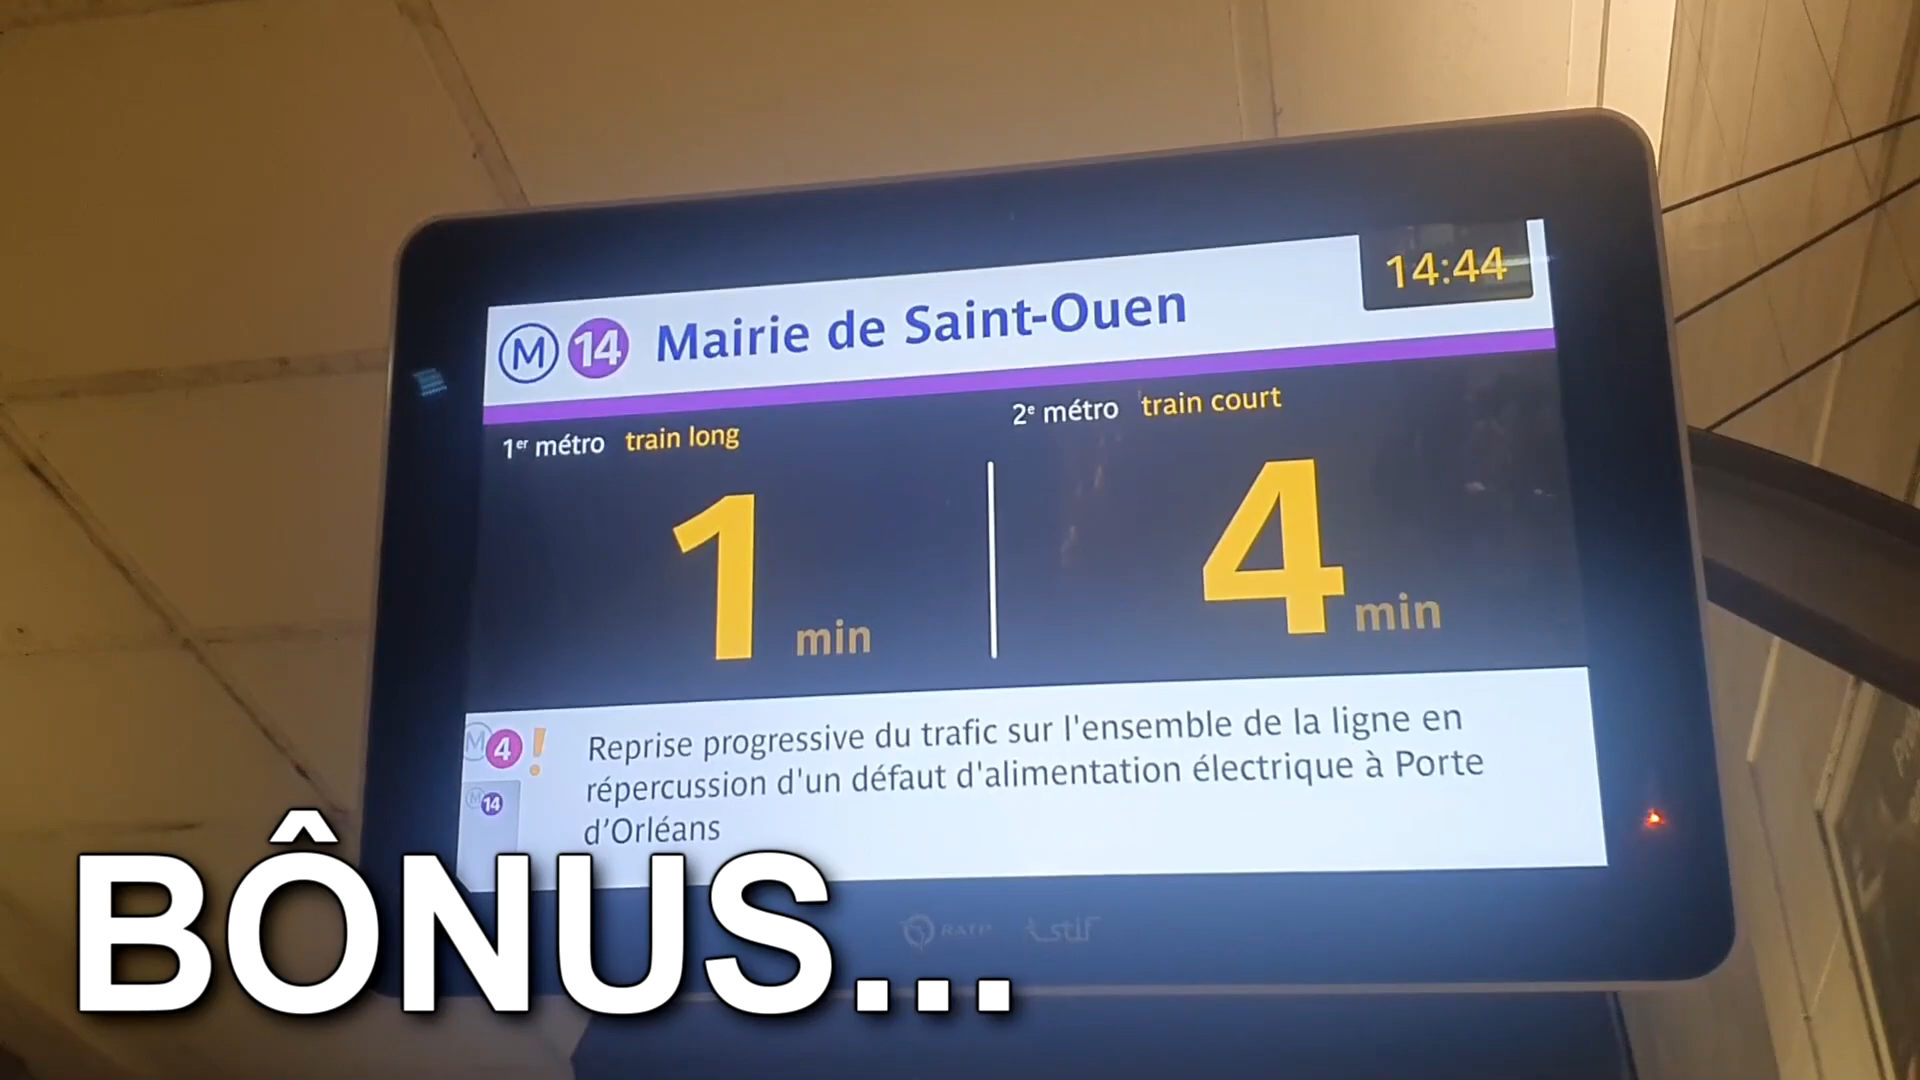 14:44
M 14 Mairie de Saint-Ouen
1er métro train long
2e métro train court
1 min
4 min
M 4 ! Reprise progressive du trafic sur l'ensemble de la ligne en
répercussion d'un défaut d'alimentation électrique à Porte
d'Orléans
M 14
BÔNUS...
RATP stif